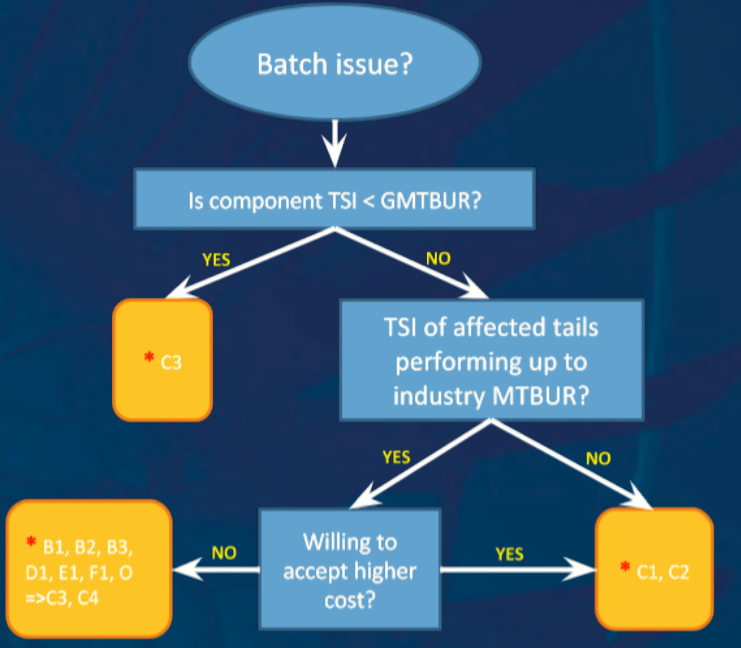 Batch issue?
Is component TSI < GMTBUR?
YES
NO
* C3
TSI of affected tails
performing up to
industry MTBUR?
YES
NO
* B1, B2, B3,
D1, E1, F1, O
=>C3, C4
NO
Willing to
accept higher
cost?
YES
* C1, C2